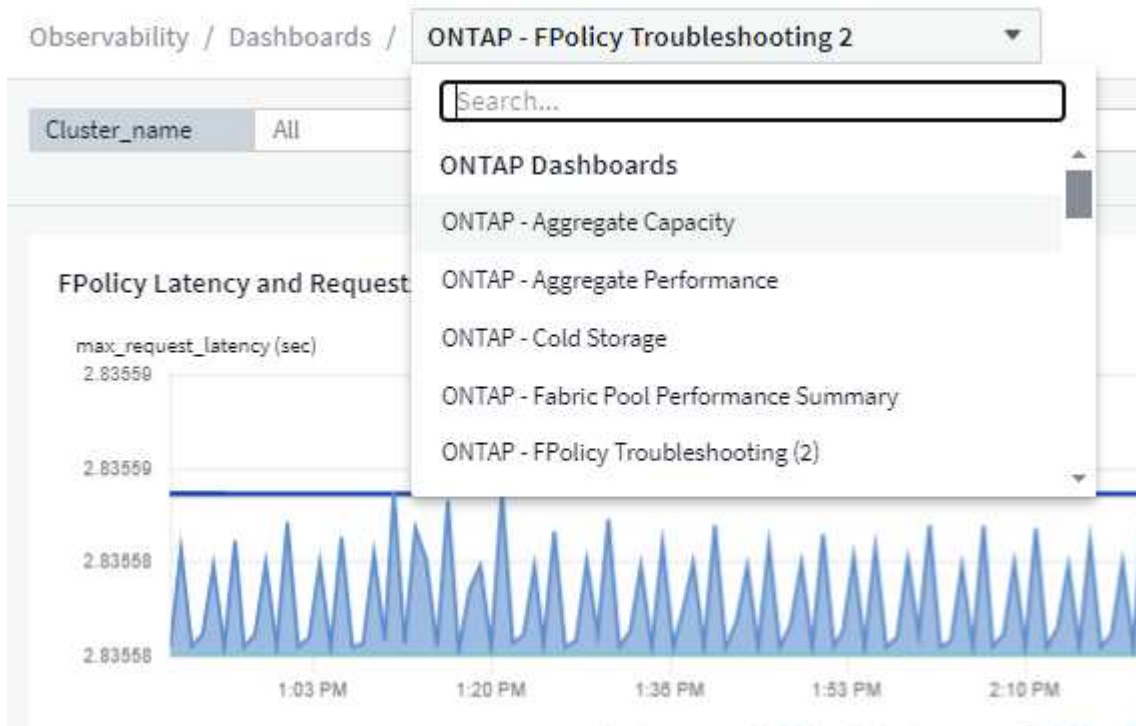 Observability / Dashboards / ONTAP - FPolicy Troubleshooting 2
Search...
Cluster_name All
ONTAP Dashboards
ONTAP - Aggregate Capacity
ONTAP - Aggregate Performance
ONTAP - Cold Storage
ONTAP - Fabric Pool Performance Summary
ONTAP - FPolicy Troubleshooting (2)
FPolicy Latency and Request
max_request_latency (sec)
2.83559
2.83559
2.83558
2.83558
1:03 PM 1:20 PM 1:36 PM 1:53 PM 2:10 PM